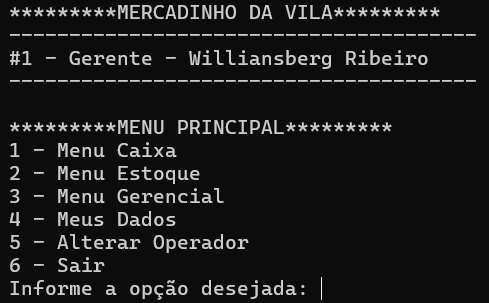 *********MERCADINHO DA VILA*********
---------------------------------------
#1 - Gerente - Williansberg Ribeiro
---------------------------------------
*********MENU PRINCIPAL*********
1 - Menu Caixa
2 - Menu Estoque
3 - Menu Gerencial
4 - Meus Dados
5 - Alterar Operador
6 - Sair
Informe a opção desejada: